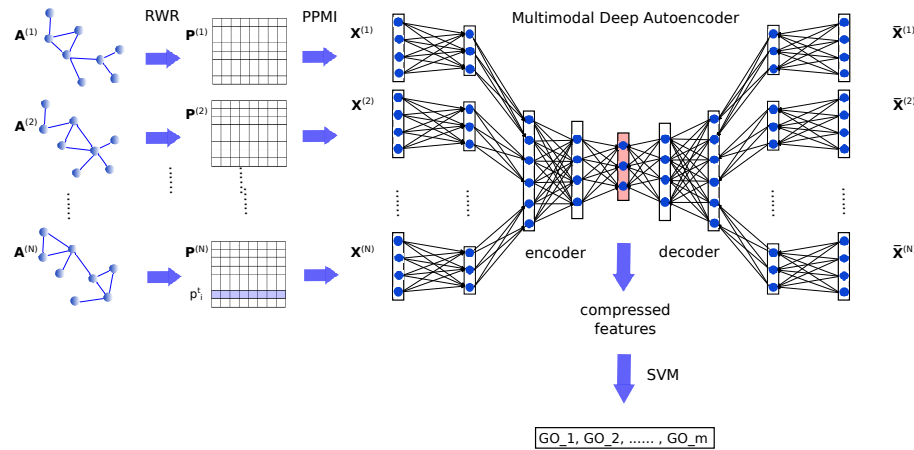 RWR PPMI Multimodal Deep Autoencoder
A(1) P(1) X(1) X̄(1)
A(2) P(2) X(2) X̄(2)
A(N) P(N) X(N) X̄(N)
encoder decoder
p^t_i
compressed
features
SVM
GO_1, GO_2, ...... , GO_m